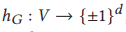 h_G : V → {±1}^d